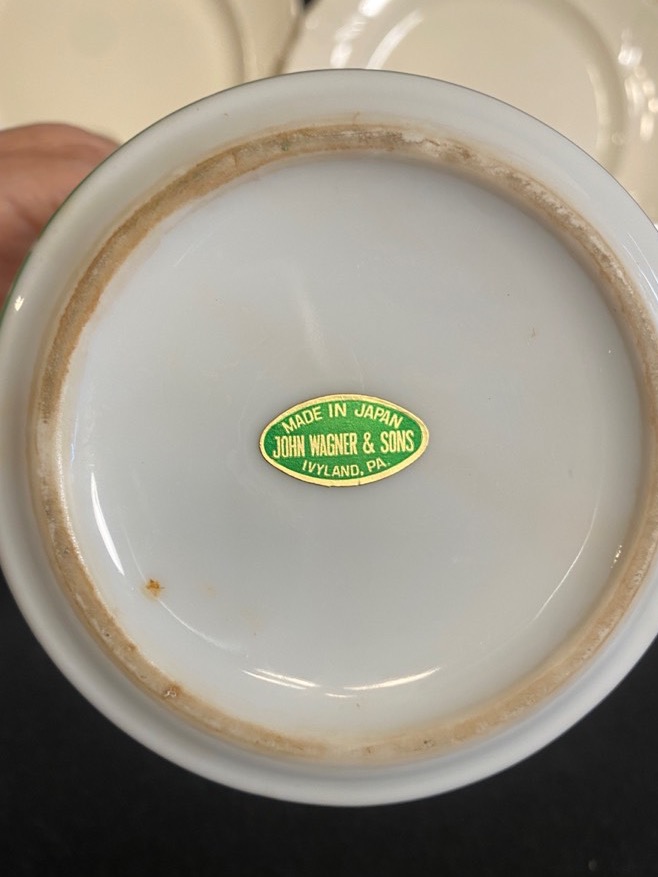 MADE IN JAPAN
JOHN WAGNER & SONS
IVYLAND, PA.